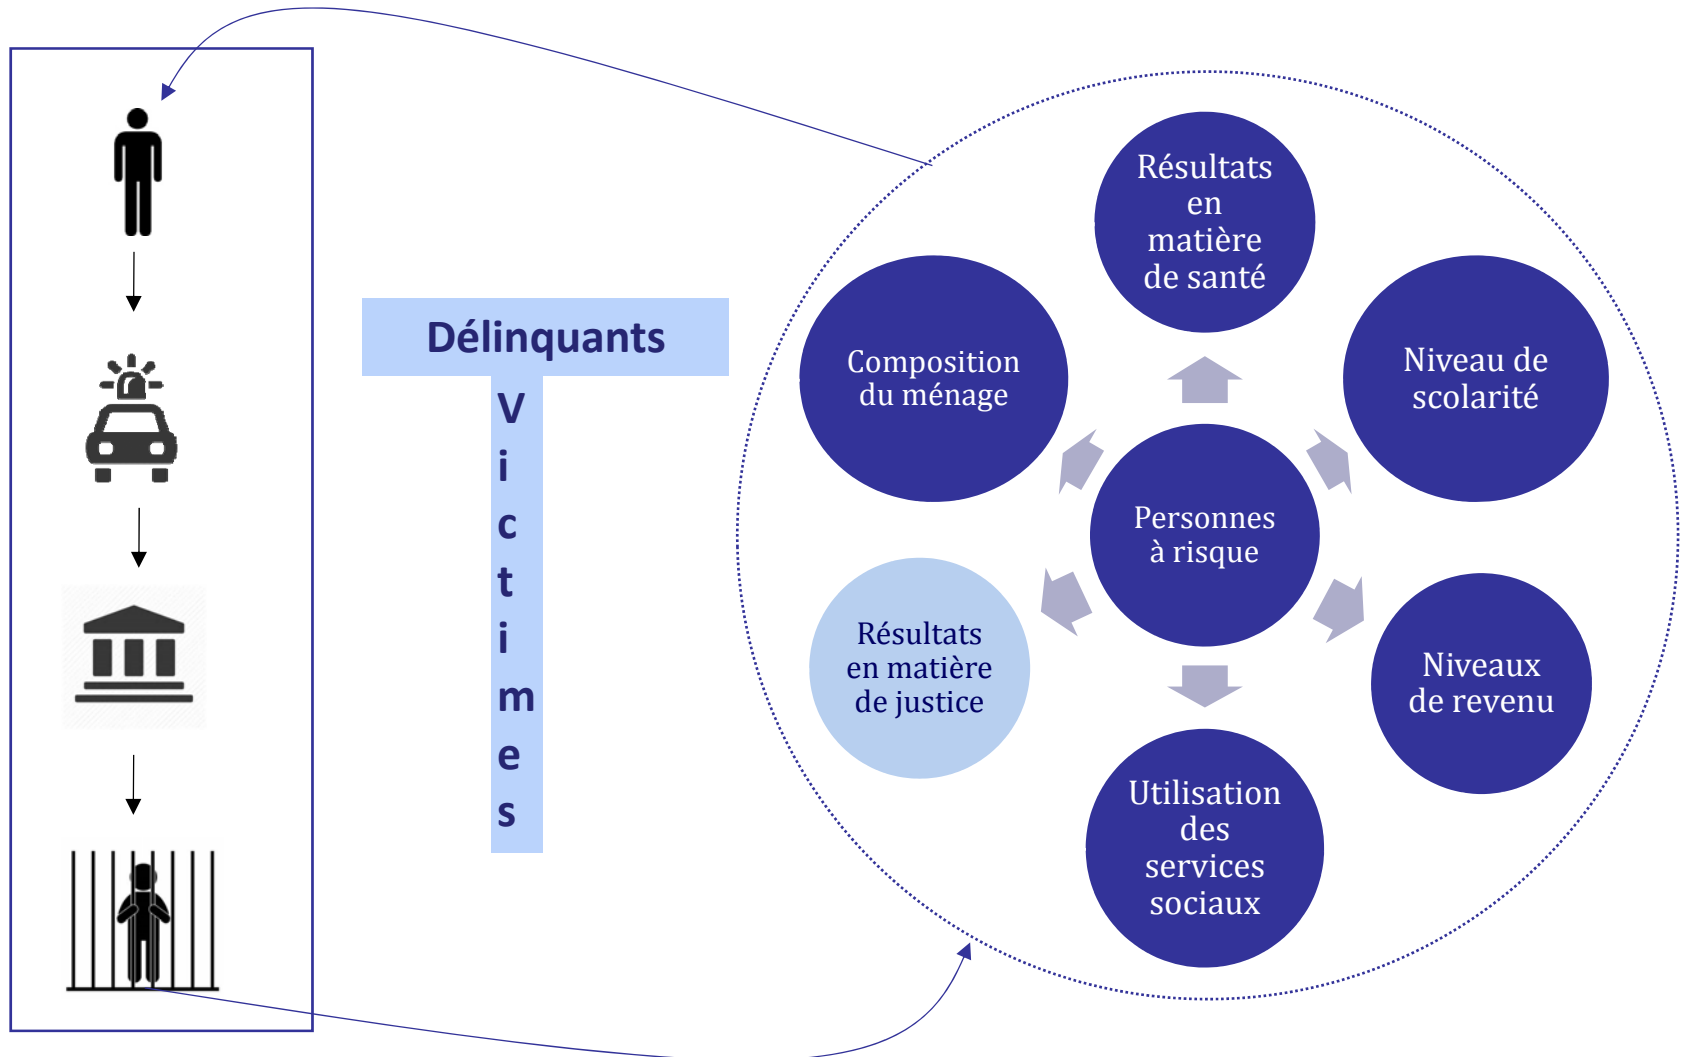 Délinquants
V
i
c
t
i
m
e
s
Résultats
en
matière
de santé
Composition
du ménage
Niveau de
scolarité
Personnes
à risque
Résultats
en matière
de justice
Niveaux
de revenu
Utilisation
des
services
sociaux